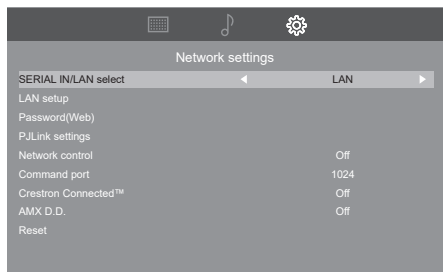 Network settings
SERIAL IN/LAN select LAN
LAN setup
Password(Web)
PJLink settings
Network control Off
Command port 1024
Crestron Connected™ Off
AMX D.D. Off
Reset